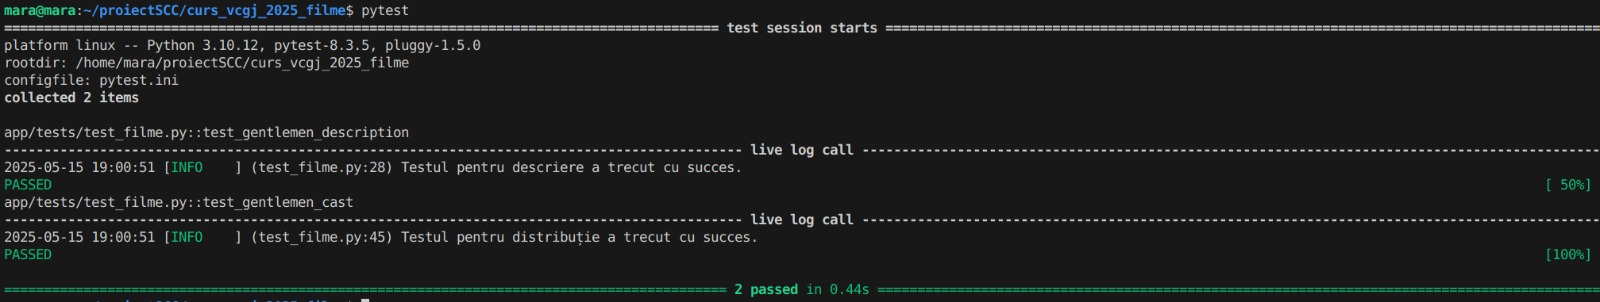 mara@mara:~/proiectSCC/curs_vcgj_2025_filme$ pytest
test session starts
platform linux -- Python 3.10.12, pytest-8.3.5, pluggy-1.5.0
rootdir: /home/mara/proiectSCC/curs_vcgj_2025_filme
configfile: pytest.ini
collected 2 items
app/tests/test_filme.py::test_gentlemen_description
live log call
2025-05-15 19:00:51 [INFO    ] (test_filme.py:28) Testul pentru descriere a trecut cu succes.
PASSED [ 50%]
app/tests/test_filme.py::test_gentlemen_cast
live log call
2025-05-15 19:00:51 [INFO    ] (test_filme.py:45) Testul pentru distribuție a trecut cu succes.
PASSED [100%]
2 passed in 0.44s